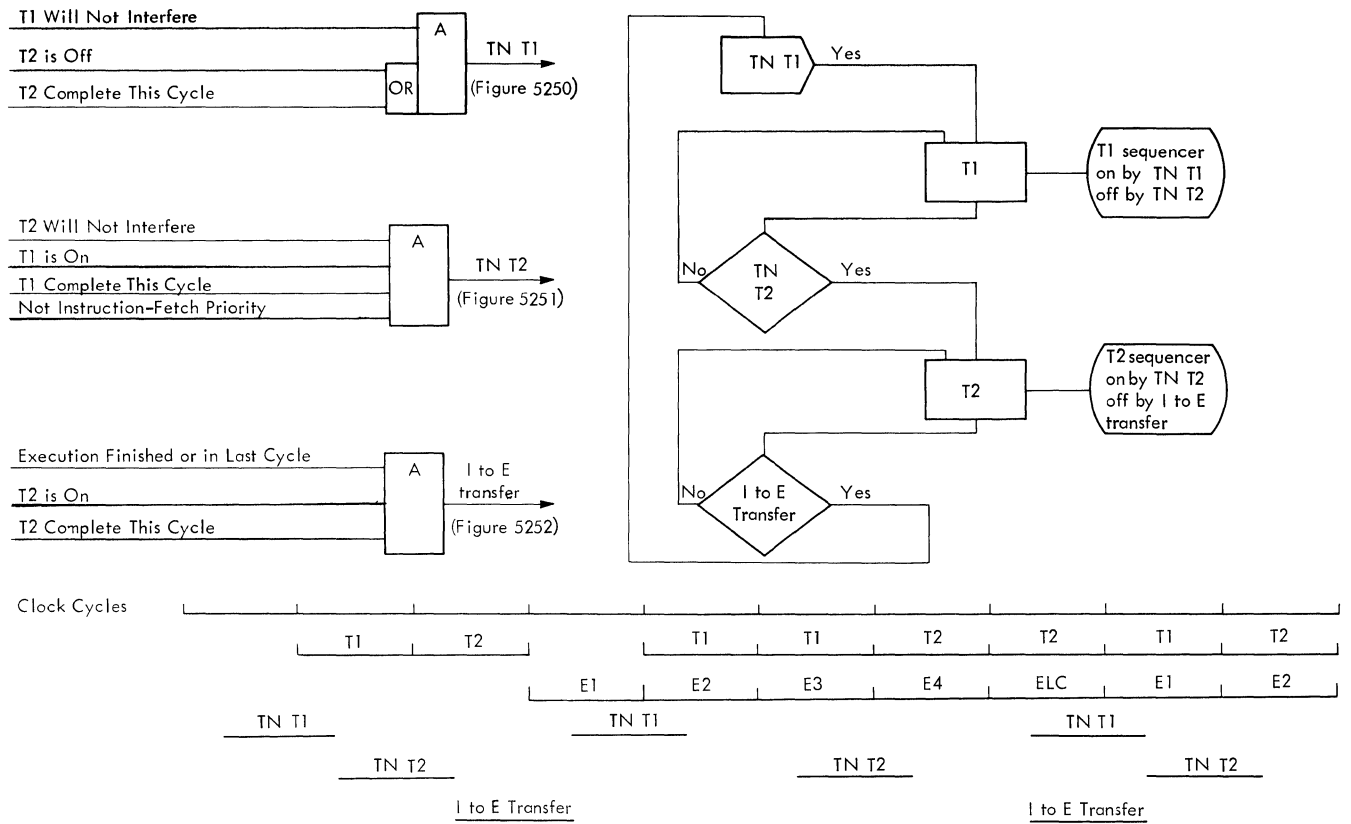 T1 Will Not Interfere
T2 is Off
T2 Complete This Cycle
OR
A
TN T1
(Figure 5250)
T2 Will Not Interfere
T1 is On
T1 Complete This Cycle
Not Instruction-Fetch Priority
A
TN T2
(Figure 5251)
Execution Finished or in Last Cycle
T2 is On
T2 Complete This Cycle
A
I to E
transfer
(Figure 5252)
TN T1
Yes
T1
T1 sequencer
on by TN T1
off by TN T2
No
TN
T2
Yes
T2
T2 sequencer
on by TN T2
off by I to E
transfer
No
I to E
Transfer
Yes
Clock Cycles
T1 T2 T1 T1 T2 T2 T1 T2
E1 E2 E3 E4 ELC E1 E2
TN T1 TN T1 TN T1
TN T2 TN T2 TN T2
I to E Transfer I to E Transfer